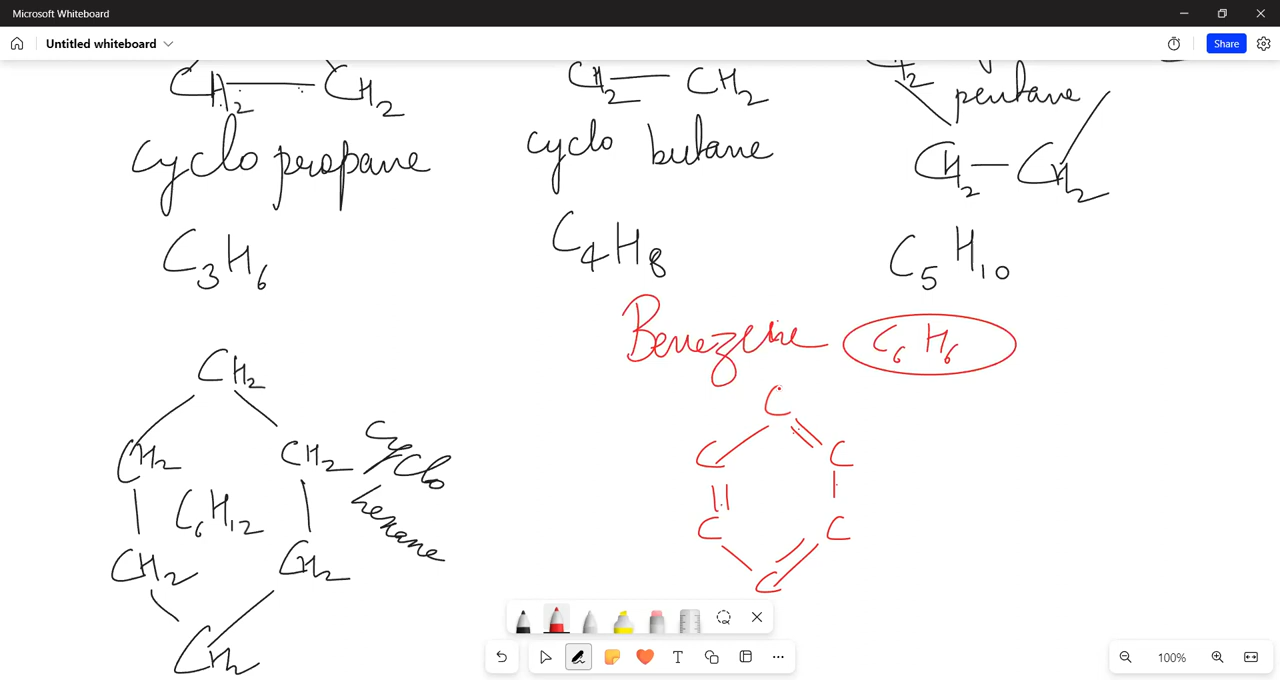 Microsoft Whiteboard
Untitled whiteboard
Share
CH2 CH2
cyclo propane
C3H6
CH2 CH2
cyclo butane
C4H8
pentane
CH2 CH2
C5H10
Benezene C6H6
CH2
CH2 CH2
C6H12
CH2 CH2
CH2
cyclo
hexane
C
C C
C C
C
100%